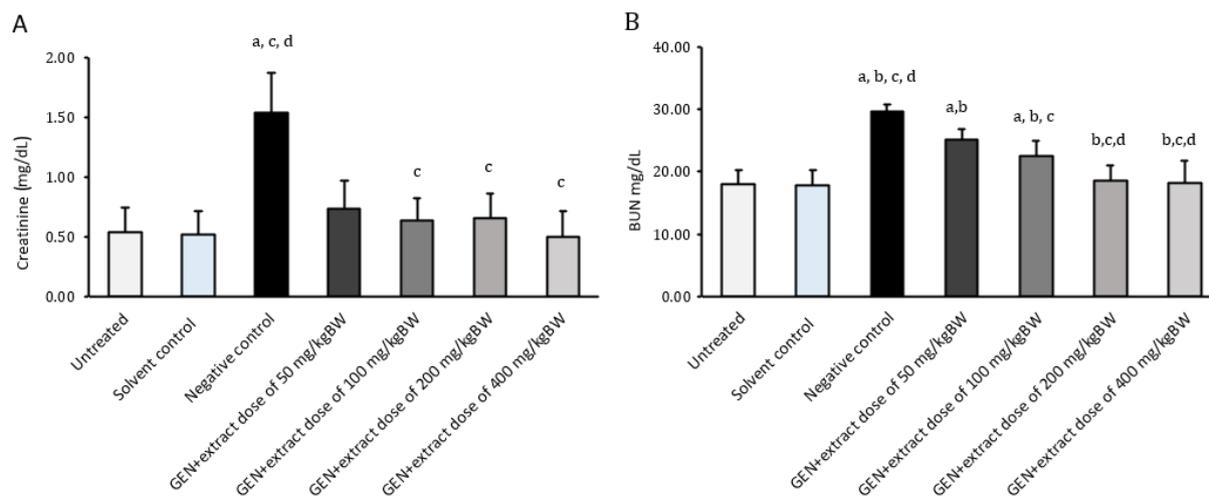 A
Creatinine (mg/dL)
2.00
1.50
1.00
0.50
0.00
a, c, d
c
c
c
Untreated
Solvent control
Negative control
GEN+extract dose of 50 mg/kgBW
GEN+extract dose of 100 mg/kgBW
GEN+extract dose of 200 mg/kgBW
GEN+extract dose of 400 mg/kgBW
B
BUN mg/dL
40.00
30.00
20.00
10.00
0.00
a, b, c, d
a,b
a, b, c
b,c,d
b,c,d
Untreated
Solvent control
Negative control
GEN+extract dose of 50 mg/kgBW
GEN+extract dose of 100 mg/kgBW
GEN+extract dose of 200 mg/kgBW
GEN+extract dose of 400 mg/kgBW